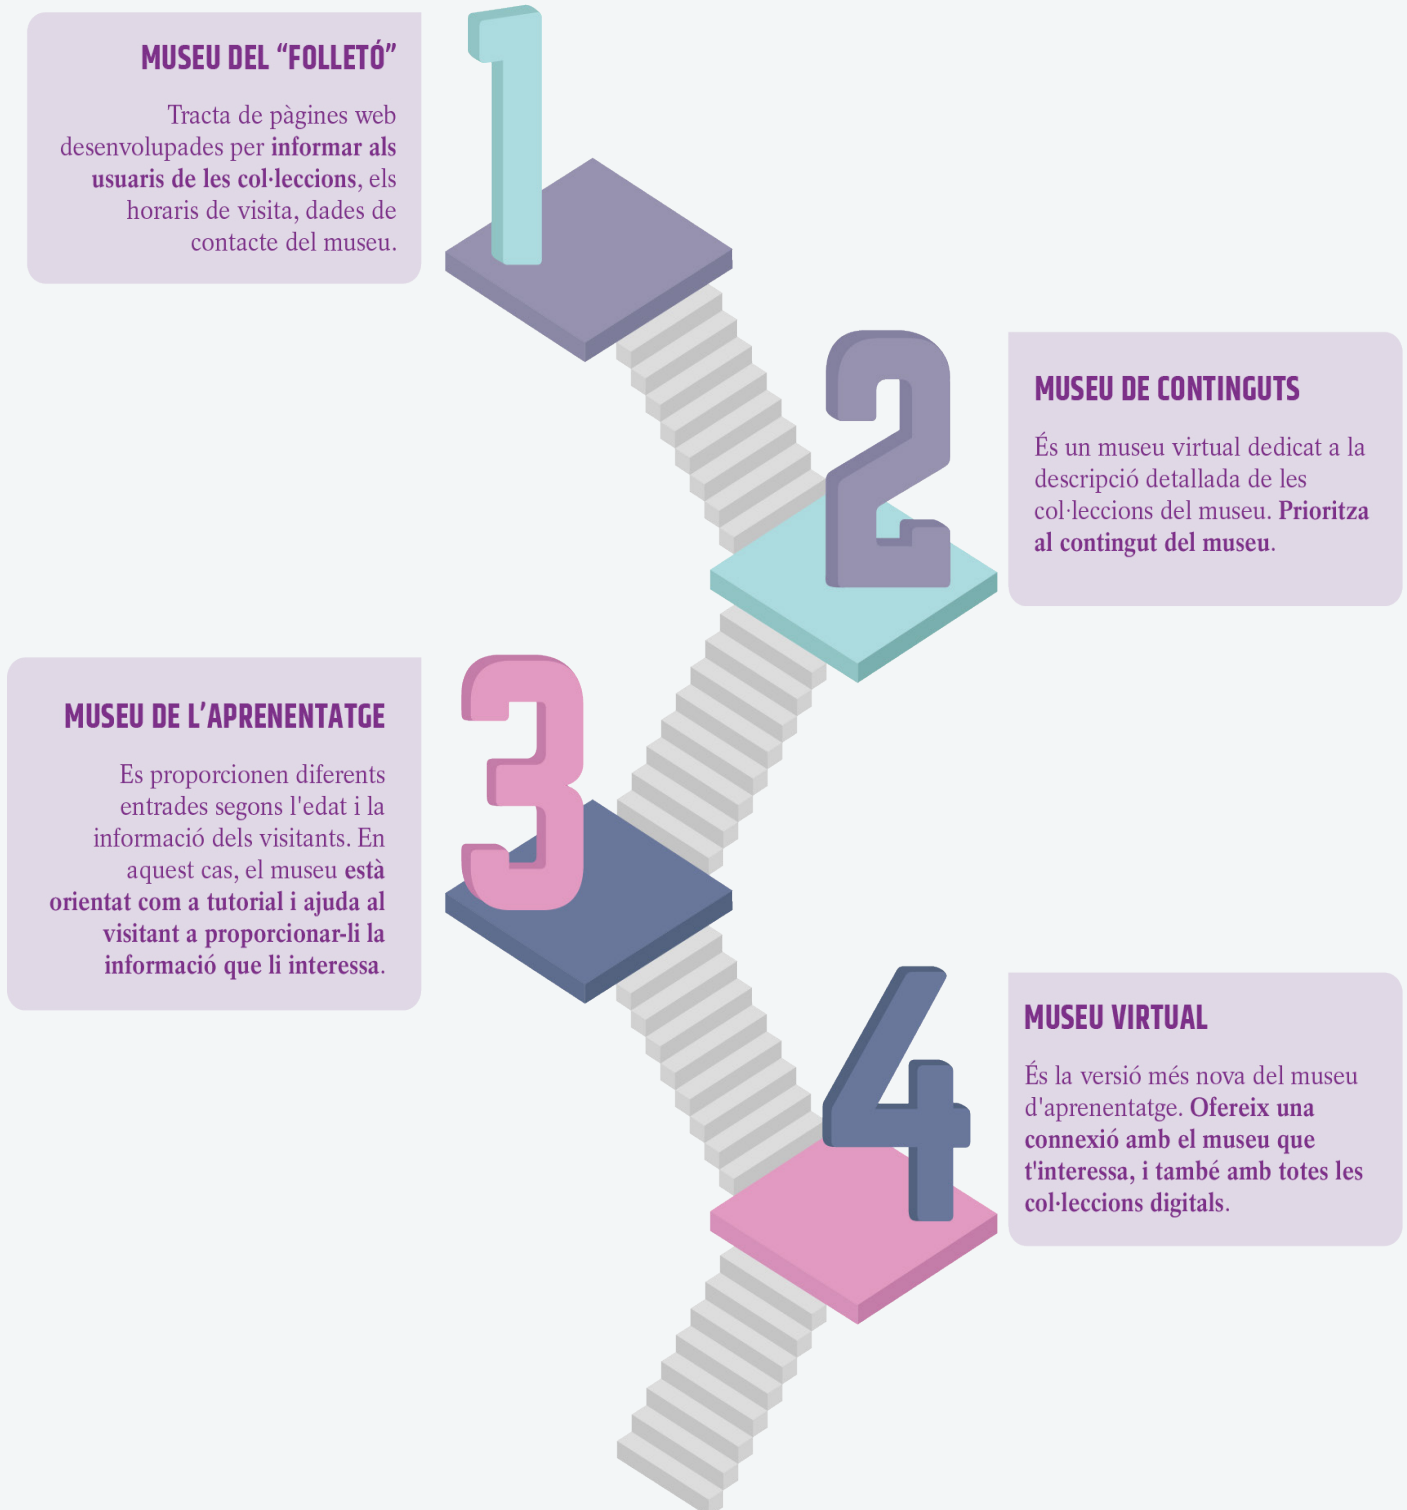 1
MUSEU DEL “FOLLETÓ”
Tracta de pàgines web
desenvolupades per informar als
usuaris de les col·leccions, els
horaris de visita, dades de
contacte del museu.
2
MUSEU DE CONTINGUTS
És un museu virtual dedicat a la
descripció detallada de les
col·leccions del museu. Prioritza
al contingut del museu.
3
MUSEU DE L’APRENENTATGE
Es proporcionen diferents
entrades segons l'edat i la
informació dels visitants. En
aquest cas, el museu està
orientat com a tutorial i ajuda al
visitant a proporcionar-li la
informació que li interessa.
4
MUSEU VIRTUAL
És la versió més nova del museu
d'aprenentatge. Ofereix una
connexió amb el museu que
t'interessa, i també amb totes les
col·leccions digitals.